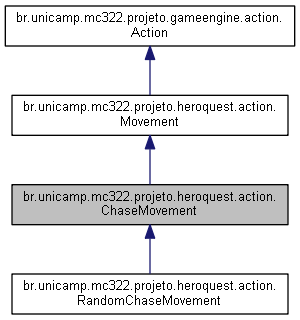 br.unicamp.mc322.projeto.gameengine.action.
Action
br.unicamp.mc322.projeto.heroquest.action.
Movement
br.unicamp.mc322.projeto.heroquest.action.
ChaseMovement
br.unicamp.mc322.projeto.heroquest.action.
RandomChaseMovement